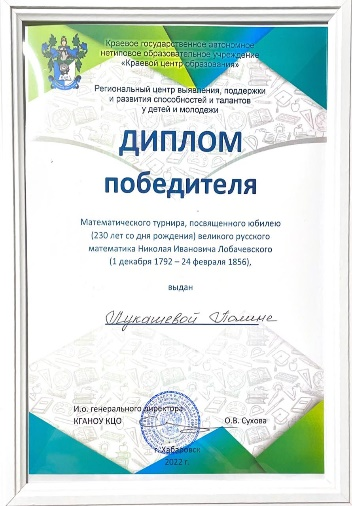 Краевое государственное автономное
нетиповое образовательное учреждение
«Краевой центр образования»
Региональный центр выявления, поддержки
и развития способностей и талантов
у детей и молодежи
ДИПЛОМ
победителя
Математического турнира, посвященного юбилею
(230 лет со дня рождения) великого русского
математика Николая Ивановича Лобачевского
(1 декабря 1792 – 24 февраля 1856),
выдан
Лукашевой Полине
И.о. генерального директора
КГАНОУ КЦО О.В. Сухова
г. Хабаровск
2022 г.